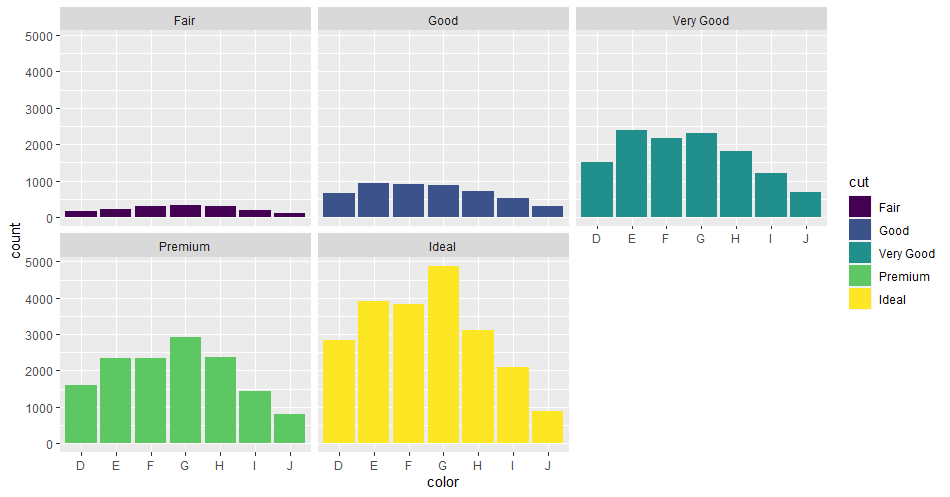 Fair
Good
Very Good
5000
4000
3000
2000
1000
0
D E F G H I J
Premium
Ideal
5000
4000
3000
2000
1000
0
D E F G H I J
D E F G H I J
count
color
cut
Fair
Good
Very Good
Premium
Ideal